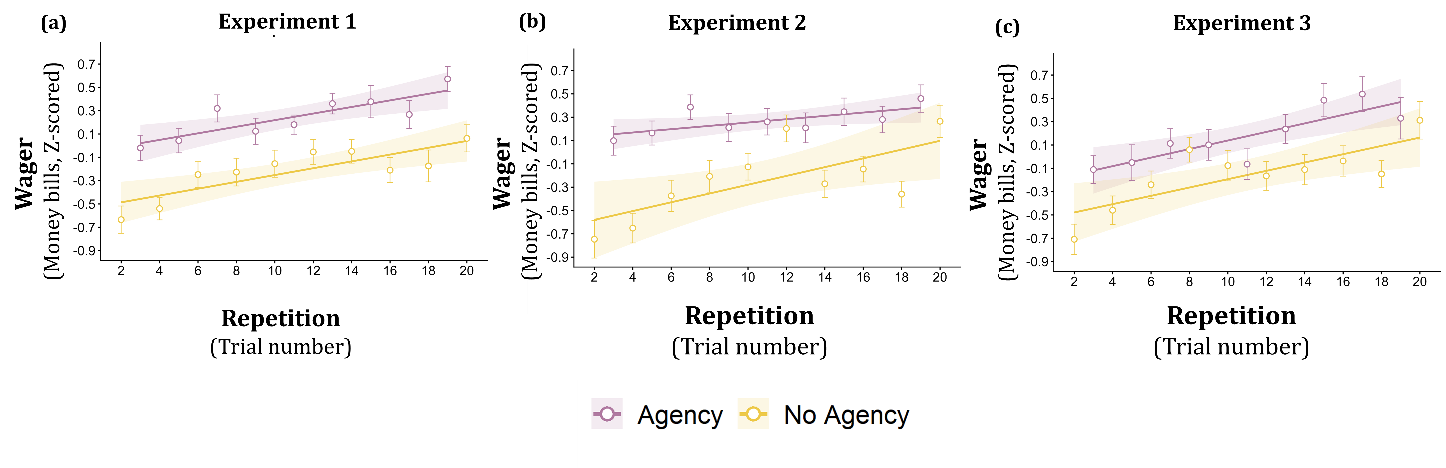 (a)
Experiment 1
Wager
(Money bills, Z-scored)
0.7
0.5
0.3
0.1
-0.1
-0.3
-0.5
-0.7
-0.9
2 4 6 8 10 12 14 16 18 20
Repetition
(Trial number)
(b)
Experiment 2
Wager
(Money bills, Z-scored)
0.7
0.5
0.3
0.1
-0.1
-0.3
-0.5
-0.7
-0.9
2 4 6 8 10 12 14 16 18 20
Repetition
(Trial number)
(c)
Experiment 3
Wager
(Money bills, Z-scored)
0.7
0.5
0.3
0.1
-0.1
-0.3
-0.5
-0.7
-0.9
2 4 6 8 10 12 14 16 18 20
Repetition
(Trial number)
Agency No Agency